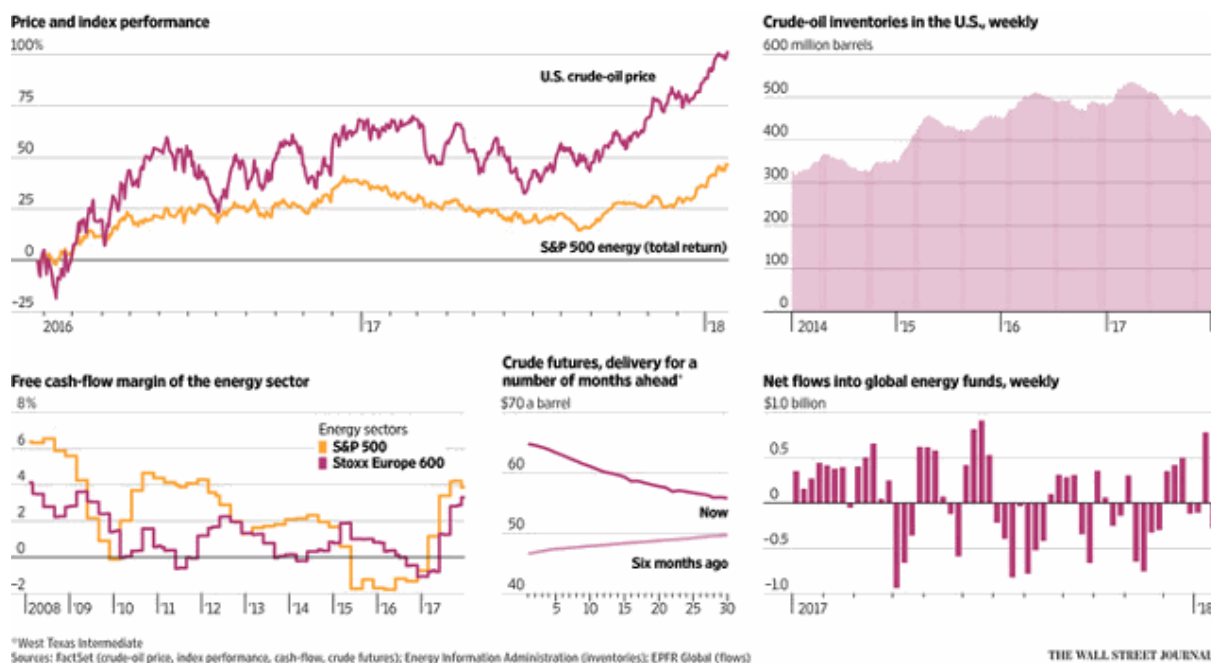 Price and index performance
100%
75
50
25
0
−25
U.S. crude-oil price
S&P 500 energy (total return)
2016
'17
'18
Crude-oil inventories in the U.S., weekly
600 million barrels
500
400
300
200
100
0
2014
'15
'16
'17
Free cash-flow margin of the energy sector
8%
6
4
2
0
−2
Energy sectors
S&P 500
Stoxx Europe 600
2008
'09
'10
'11
'12
'13
'14
'15
'16
'17
Crude futures, delivery for a
number of months ahead*
$70 a barrel
60
50
40
Now
Six months ago
5
10
15
20
25
30
Net flows into global energy funds, weekly
$1.0 billion
0.5
0
−0.5
−1.0
2017
'18
*West Texas Intermediate
Sources: FactSet (crude-oil price, index performance, cash-flow, crude futures); Energy Information Administration (inventories); EPFR Global (flows)
THE WALL STREET JOURNAL